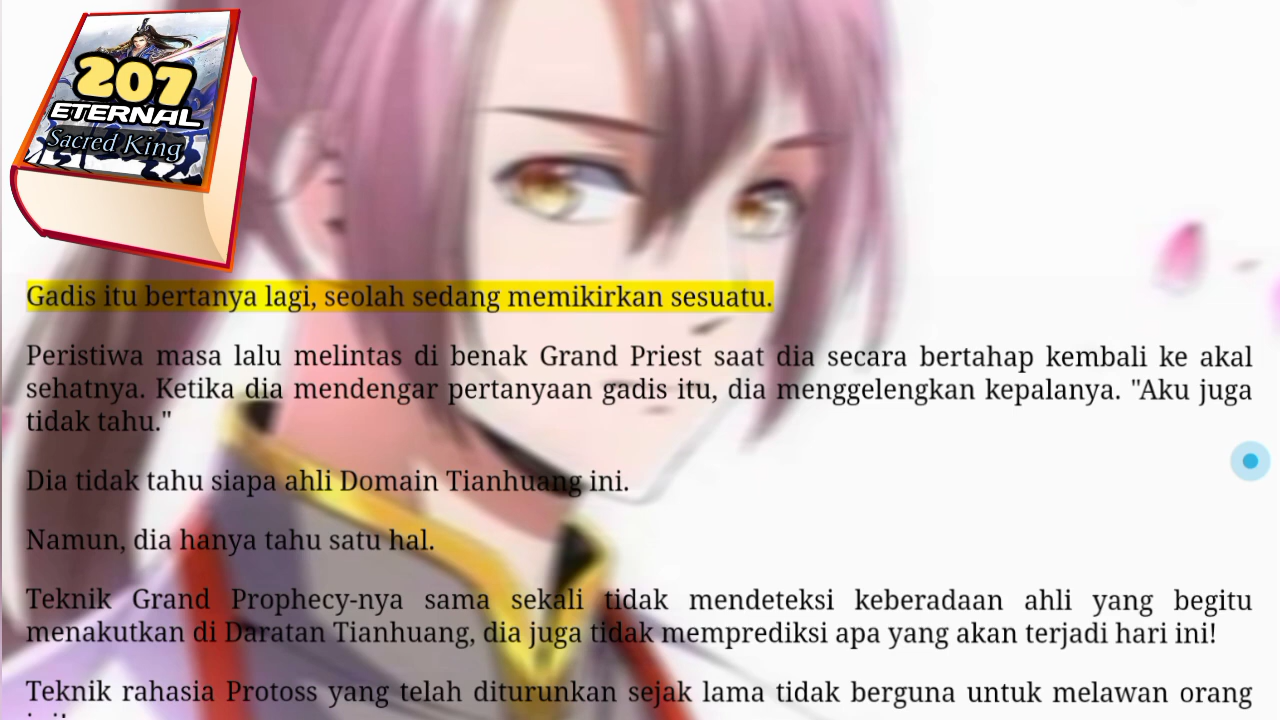 207
ETERNAL
Sacred King
Gadis itu bertanya lagi, seolah sedang memikirkan sesuatu.
Peristiwa masa lalu melintas di benak Grand Priest saat dia secara bertahap kembali ke akal
sehatnya. Ketika dia mendengar pertanyaan gadis itu, dia menggelengkan kepalanya. "Aku juga
tidak tahu."
Dia tidak tahu siapa ahli Domain Tianhuang ini.
Namun, dia hanya tahu satu hal.
Teknik Grand Prophecy-nya sama sekali tidak mendeteksi keberadaan ahli yang begitu
menakutkan di Daratan Tianhuang, dia juga tidak memprediksi apa yang akan terjadi hari ini!
Teknik rahasia Protoss yang telah diturunkan sejak lama tidak berguna untuk melawan orang